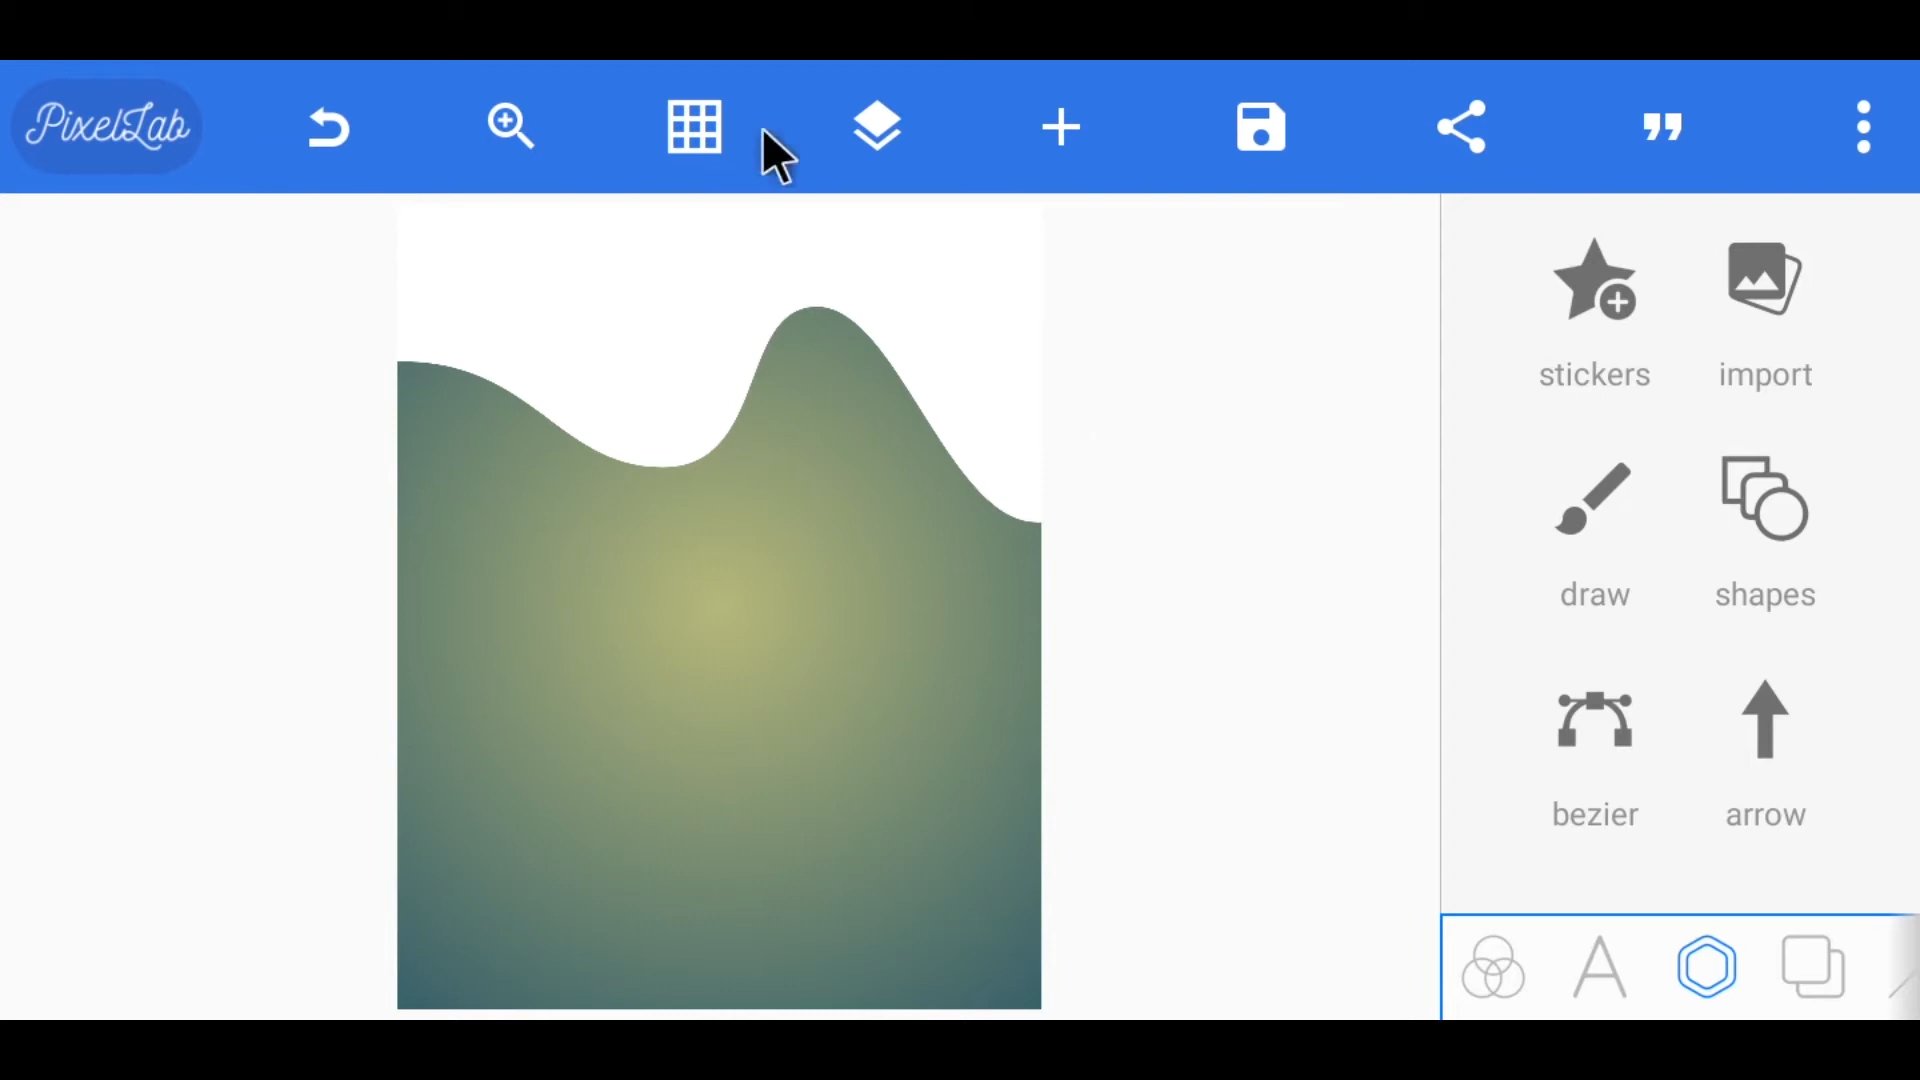 PixelLab
stickers
import
draw
shapes
bezier
arrow